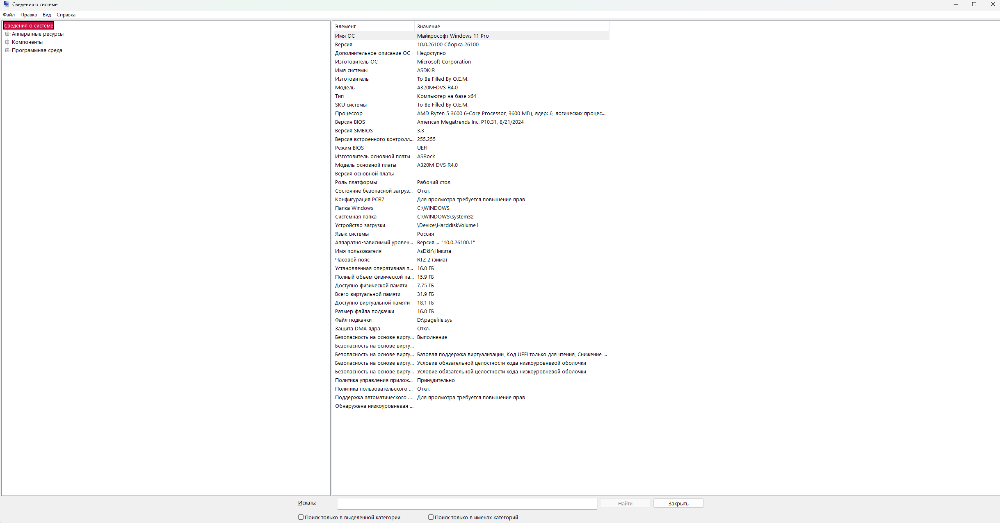 Сведения о системе
Файл Правка Вид Справка
Сведения о системе
Аппаратные ресурсы
Компоненты
Программная среда
Элемент Значение
Имя ОС Майкрософт Windows 11 Pro
Версия 10.0.26100 Сборка 26100
Дополнительное описание ОС Недоступно
Изготовитель ОС Microsoft Corporation
Имя системы ASDKIR
Изготовитель To Be Filled By O.E.M.
Модель A320M-DVS R4.0
Тип Компьютер на базе x64
SKU системы To Be Filled By O.E.M.
Процессор AMD Ryzen 5 3600 6-Core Processor, 3600 МГц, ядер: 6, логических процес...
Версия BIOS American Megatrends Inc. P10.31, 8/21/2024
Версия SMBIOS 3.3
Версия встроенного контролл... 255.255
Режим BIOS UEFI
Изготовитель основной платы ASRock
Модель основной платы A320M-DVS R4.0
Версия основной платы
Роль платформы Рабочий стол
Состояние безопасной загруз... Откл.
Конфигурация PCR7 Для просмотра требуется повышение прав
Папка Windows C:\WINDOWS
Системная папка C:\WINDOWS\system32
Устройство загрузки \Device\HarddiskVolume1
Язык системы Россия
Аппаратно-зависимый уровен... Версия = "10.0.26100.1"
Имя пользователя AsDkIr\Никита
Часовой пояс RTZ 2 (зима)
Установленная оперативная п... 16.0 ГБ
Полный объем физической па... 15.9 ГБ
Доступно физической памяти 7.75 ГБ
Всего виртуальной памяти 31.9 ГБ
Доступно виртуальной памяти 18.1 ГБ
Размер файла подкачки 16.0 ГБ
Файл подкачки D:\pagefile.sys
Защита DMA ядра Откл.
Безопасность на основе вирту... Выполнение
Безопасность на основе вирту...
Безопасность на основе вирту... Базовая поддержка виртуализации, Код UEFI только для чтения, Снижение ...
Безопасность на основе вирту... Условие обязательной целостности кода низкоуровневой оболочки
Безопасность на основе вирту... Условие обязательной целостности кода низкоуровневой оболочки
Политика управления прилож... Принудительно
Политика пользовательского ... Откл.
Поддержка автоматического ... Для просмотра требуется повышение прав
Обнаружена низкоуровневая ...
Искать: Найти Закрыть
Поиск только в выделенной категории Поиск только в именах категорий